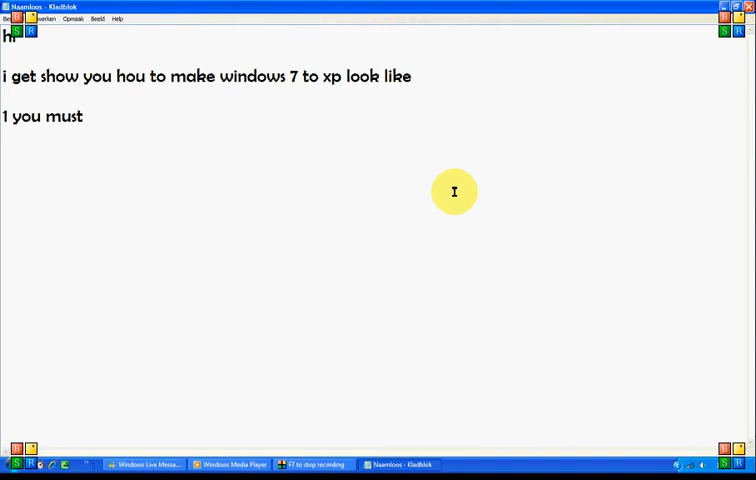 Naamloos - Kladblok
Opmaak Beeld Help
hi
i get show you hou to make windows 7 to xp look like
1 you must
Windows Live Messe... Windows Media Player F7 to stop recording Naamloos - Kladblok